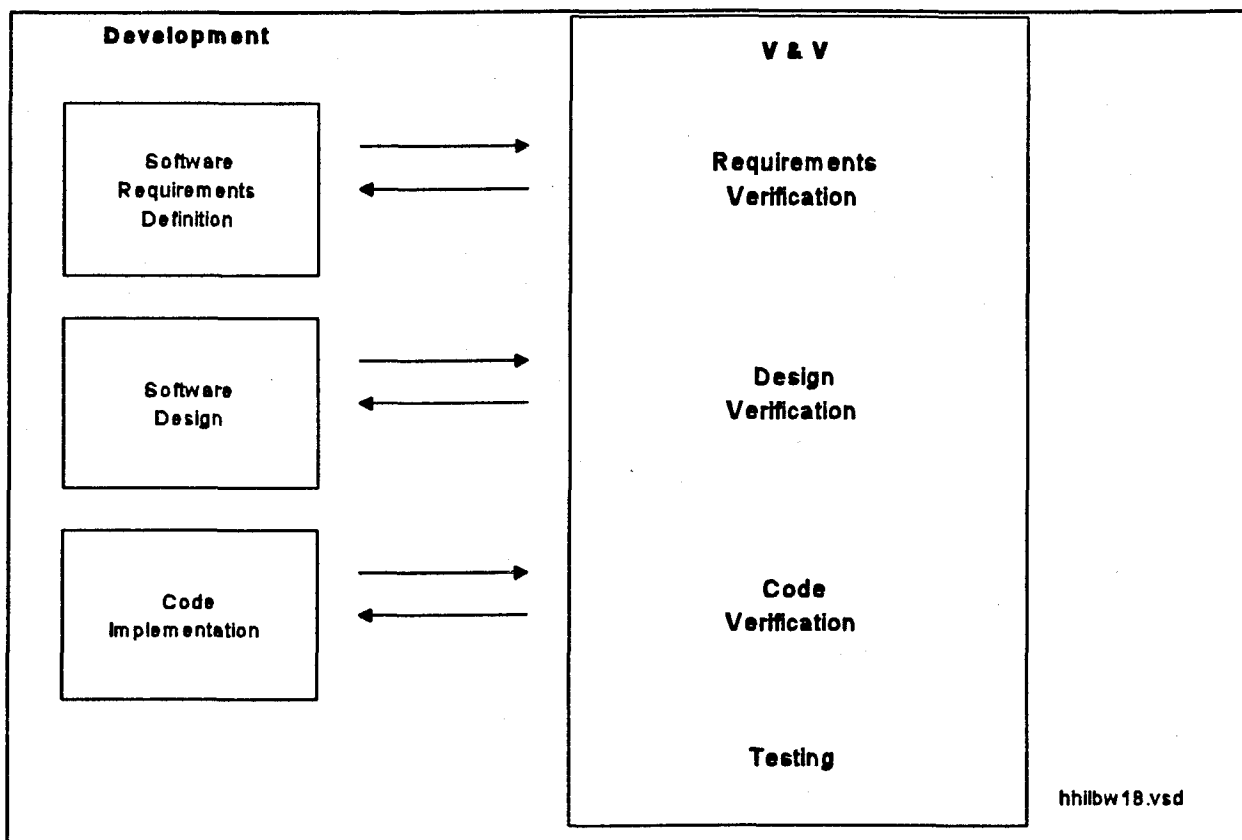 Development
V & V
Software
Requirements
Definition
Requirements
Verification
Software
Design
Design
Verification
Code
Implementation
Code
Verification
Testing
hhilbw18.vsd